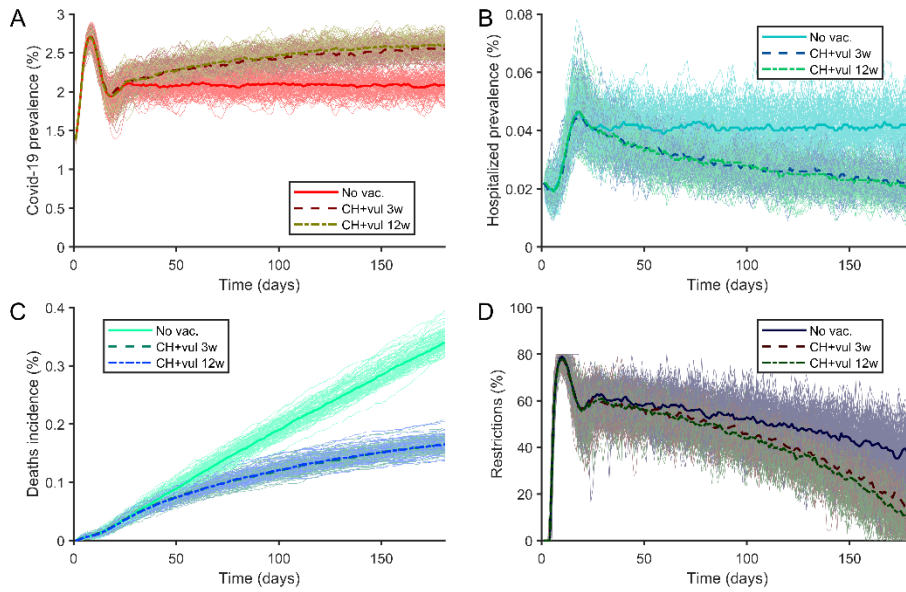 A
Covid-19 prevalence (%)
3
2.5
2
1.5
1
0.5
0
0
50
100
150
Time (days)
No vac.
CH+vul 3w
CH+vul 12w
B
Hospitalized prevalence (%)
0.08
0.06
0.04
0.02
0
0
50
100
150
Time (days)
No vac.
CH+vul 3w
CH+vul 12w
C
Deaths incidence (%)
0.4
0.3
0.2
0.1
0
0
50
100
150
Time (days)
No vac.
CH+vul 3w
CH+vul 12w
D
Restrictions (%)
100
80
60
40
20
0
0
50
100
150
Time (days)
No vac.
CH+vul 3w
CH+vul 12w